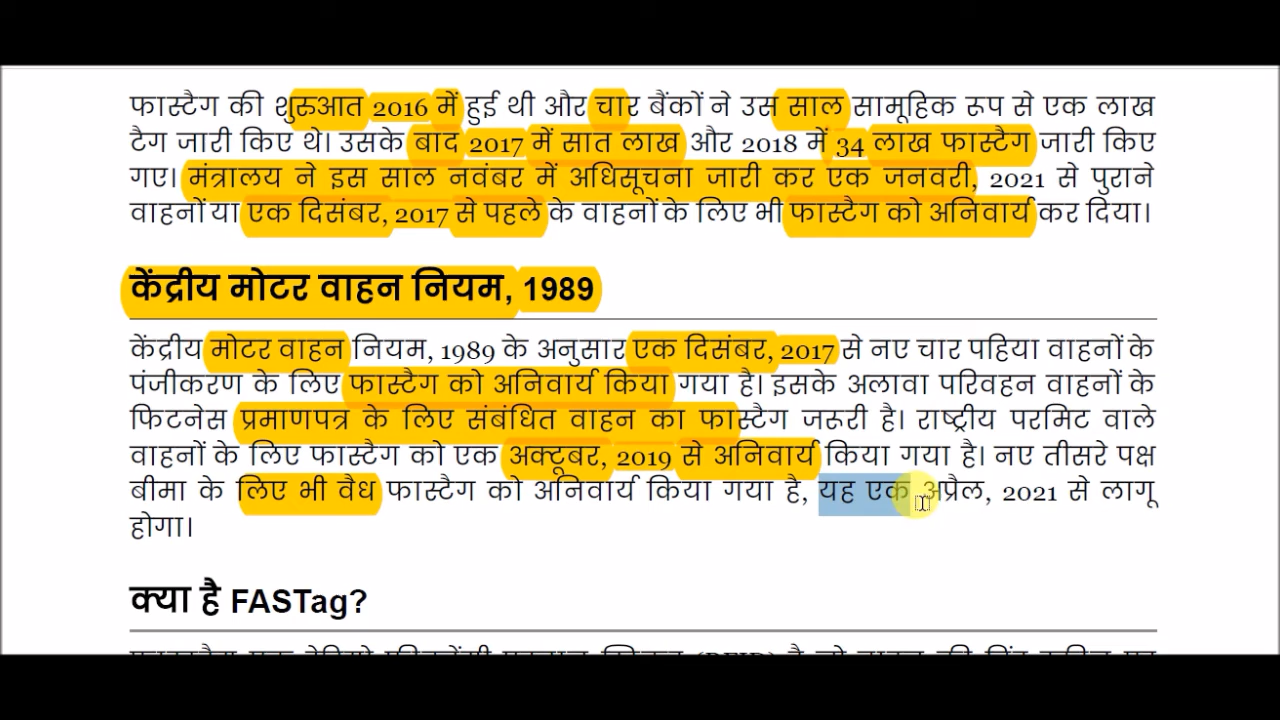 फास्टैग की शुरुआत 2016 में हुई थी और चार बैंकों ने उस साल सामूहिक रूप से एक लाख
टैग जारी किए थे। उसके बाद 2017 में सात लाख और 2018 में 34 लाख फास्टैग जारी किए
गए। मंत्रालय ने इस साल नवंबर में अधिसूचना जारी कर एक जनवरी, 2021 से पुराने
वाहनों या एक दिसंबर, 2017 से पहले के वाहनों के लिए भी फास्टैग को अनिवार्य कर दिया।
केंद्रीय मोटर वाहन नियम, 1989
केंद्रीय मोटर वाहन नियम, 1989 के अनुसार एक दिसंबर, 2017 से नए चार पहिया वाहनों के
पंजीकरण के लिए फास्टैग को अनिवार्य किया गया है। इसके अलावा परिवहन वाहनों के
फिटनेस प्रमाणपत्र के लिए संबंधित वाहन का फास्टैग जरूरी है। राष्ट्रीय परमिट वाले
वाहनों के लिए फास्टैग को एक अक्टूबर, 2019 से अनिवार्य किया गया है। नए तीसरे पक्ष
बीमा के लिए भी वैध फास्टैग को अनिवार्य किया गया है, यह एक अप्रैल, 2021 से लागू
होगा।
क्या है FASTag?